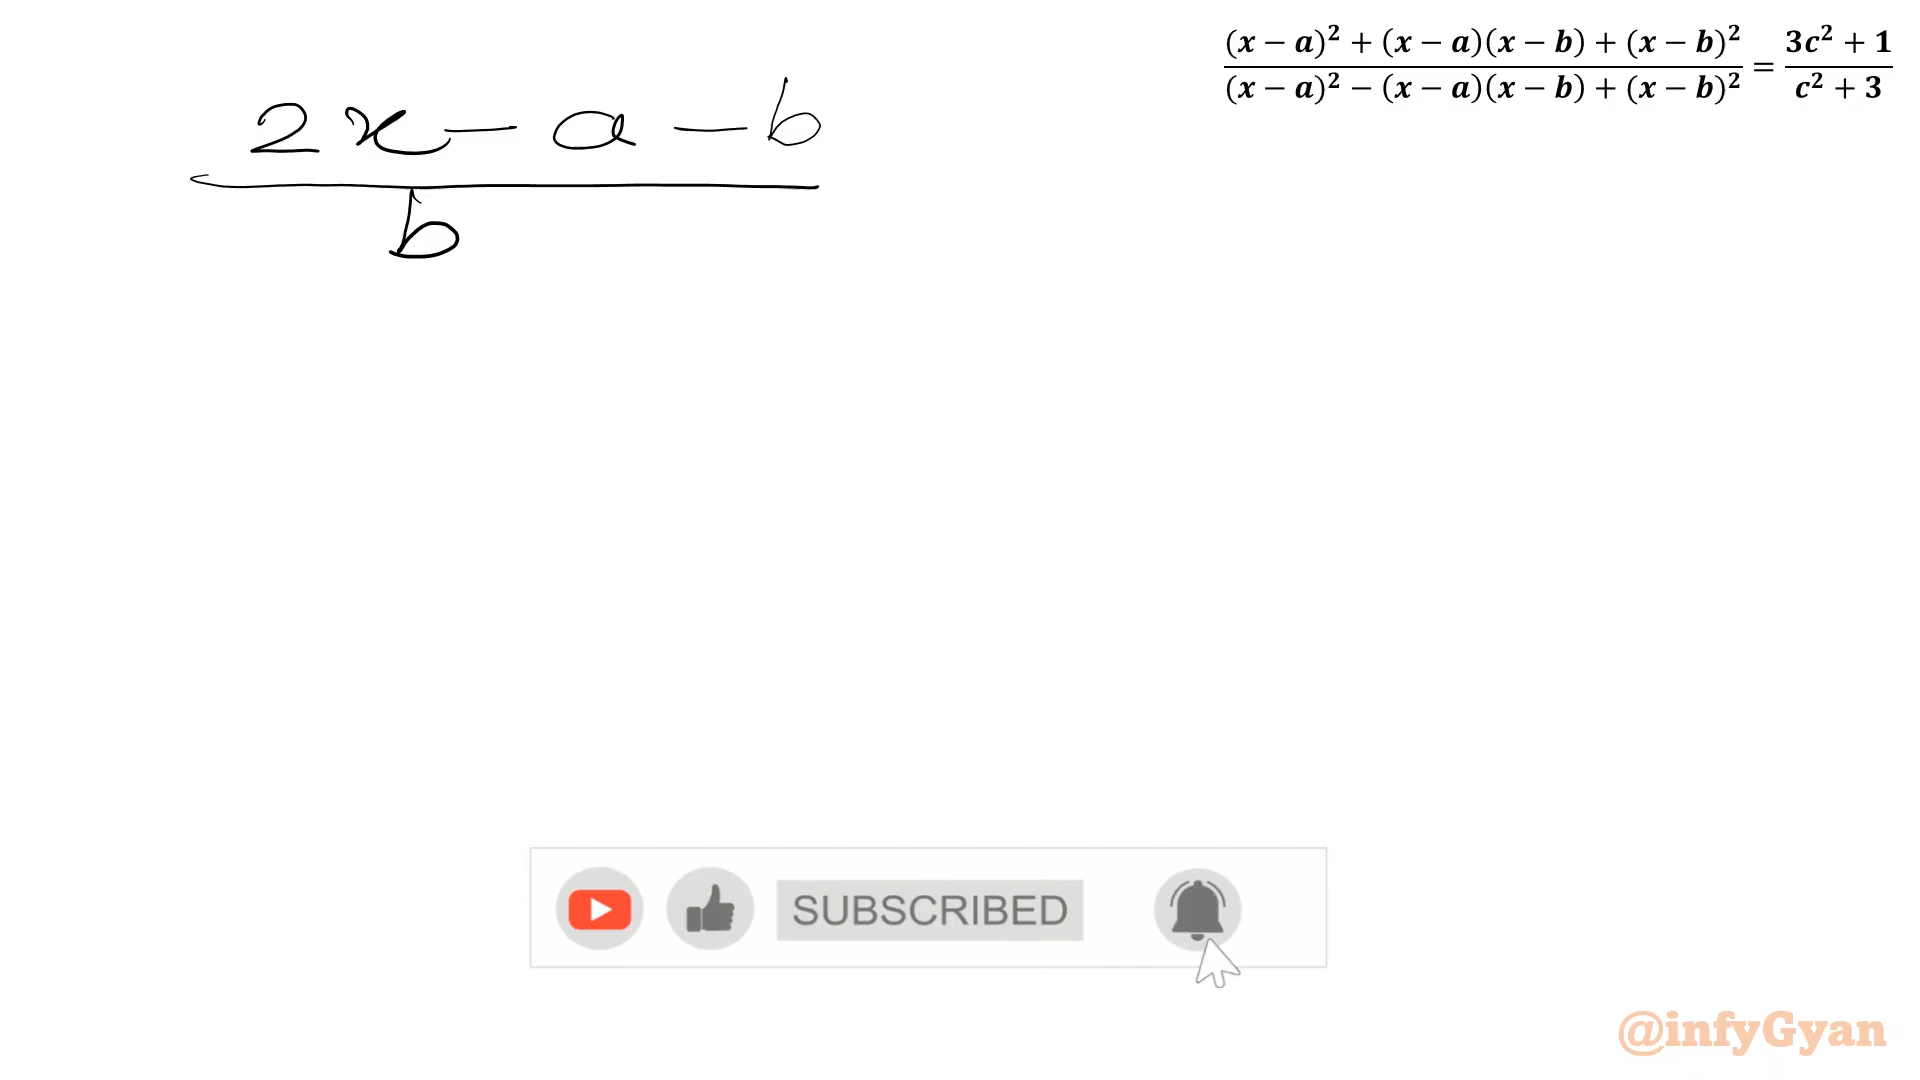 (x − a)² + (x − a)(x − b) + (x − b)² / (x − a)² − (x − a)(x − b) + (x − b)² = 3c² + 1 / c² + 3
2x − a − b
b
SUBSCRIBED
@infyGyan